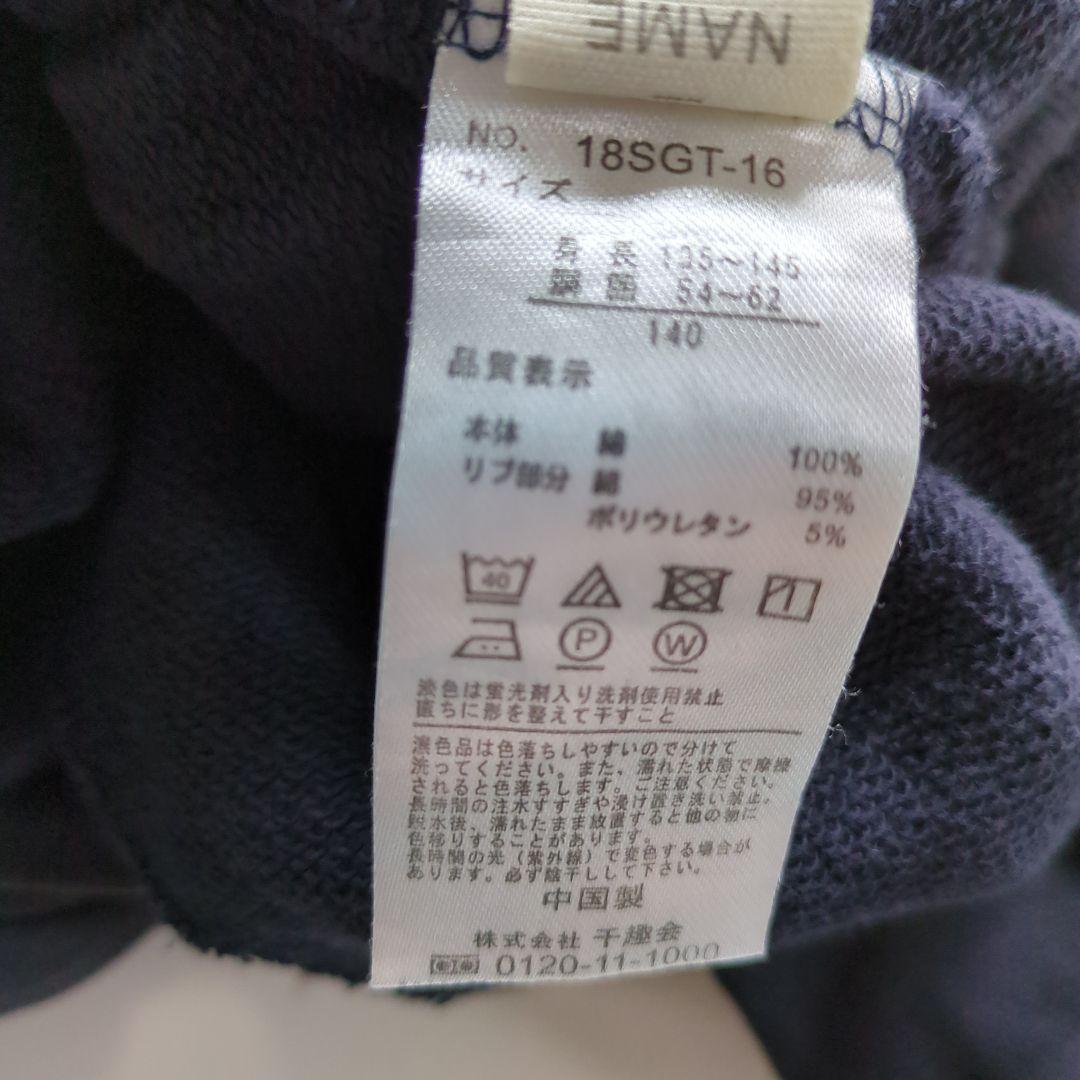 NAME
NO. 18SGT-16
サイズ
身長 135~145
胸囲 54~62
140
品質表示
本体 綿 100%
リブ部分 綿 95%
ポリウレタン 5%
40
P W
淡色は蛍光剤入り洗剤使用禁止
直ちに形を整えて干すこと
濃色品は色落ちしやすいので分けて
洗ってください。また、濡れた状態で摩擦
されると色落ちします。ご注意ください。
長時間の注水すすぎや浸け置き洗い禁止。
脱水後、濡れたまま放置すると他の物に
色移りすることがあります。
長時間の光(紫外線)で変色する場合が
あります。必ず陰干しして下さい。
中国製
株式会社 千趣会
0120-11-1000